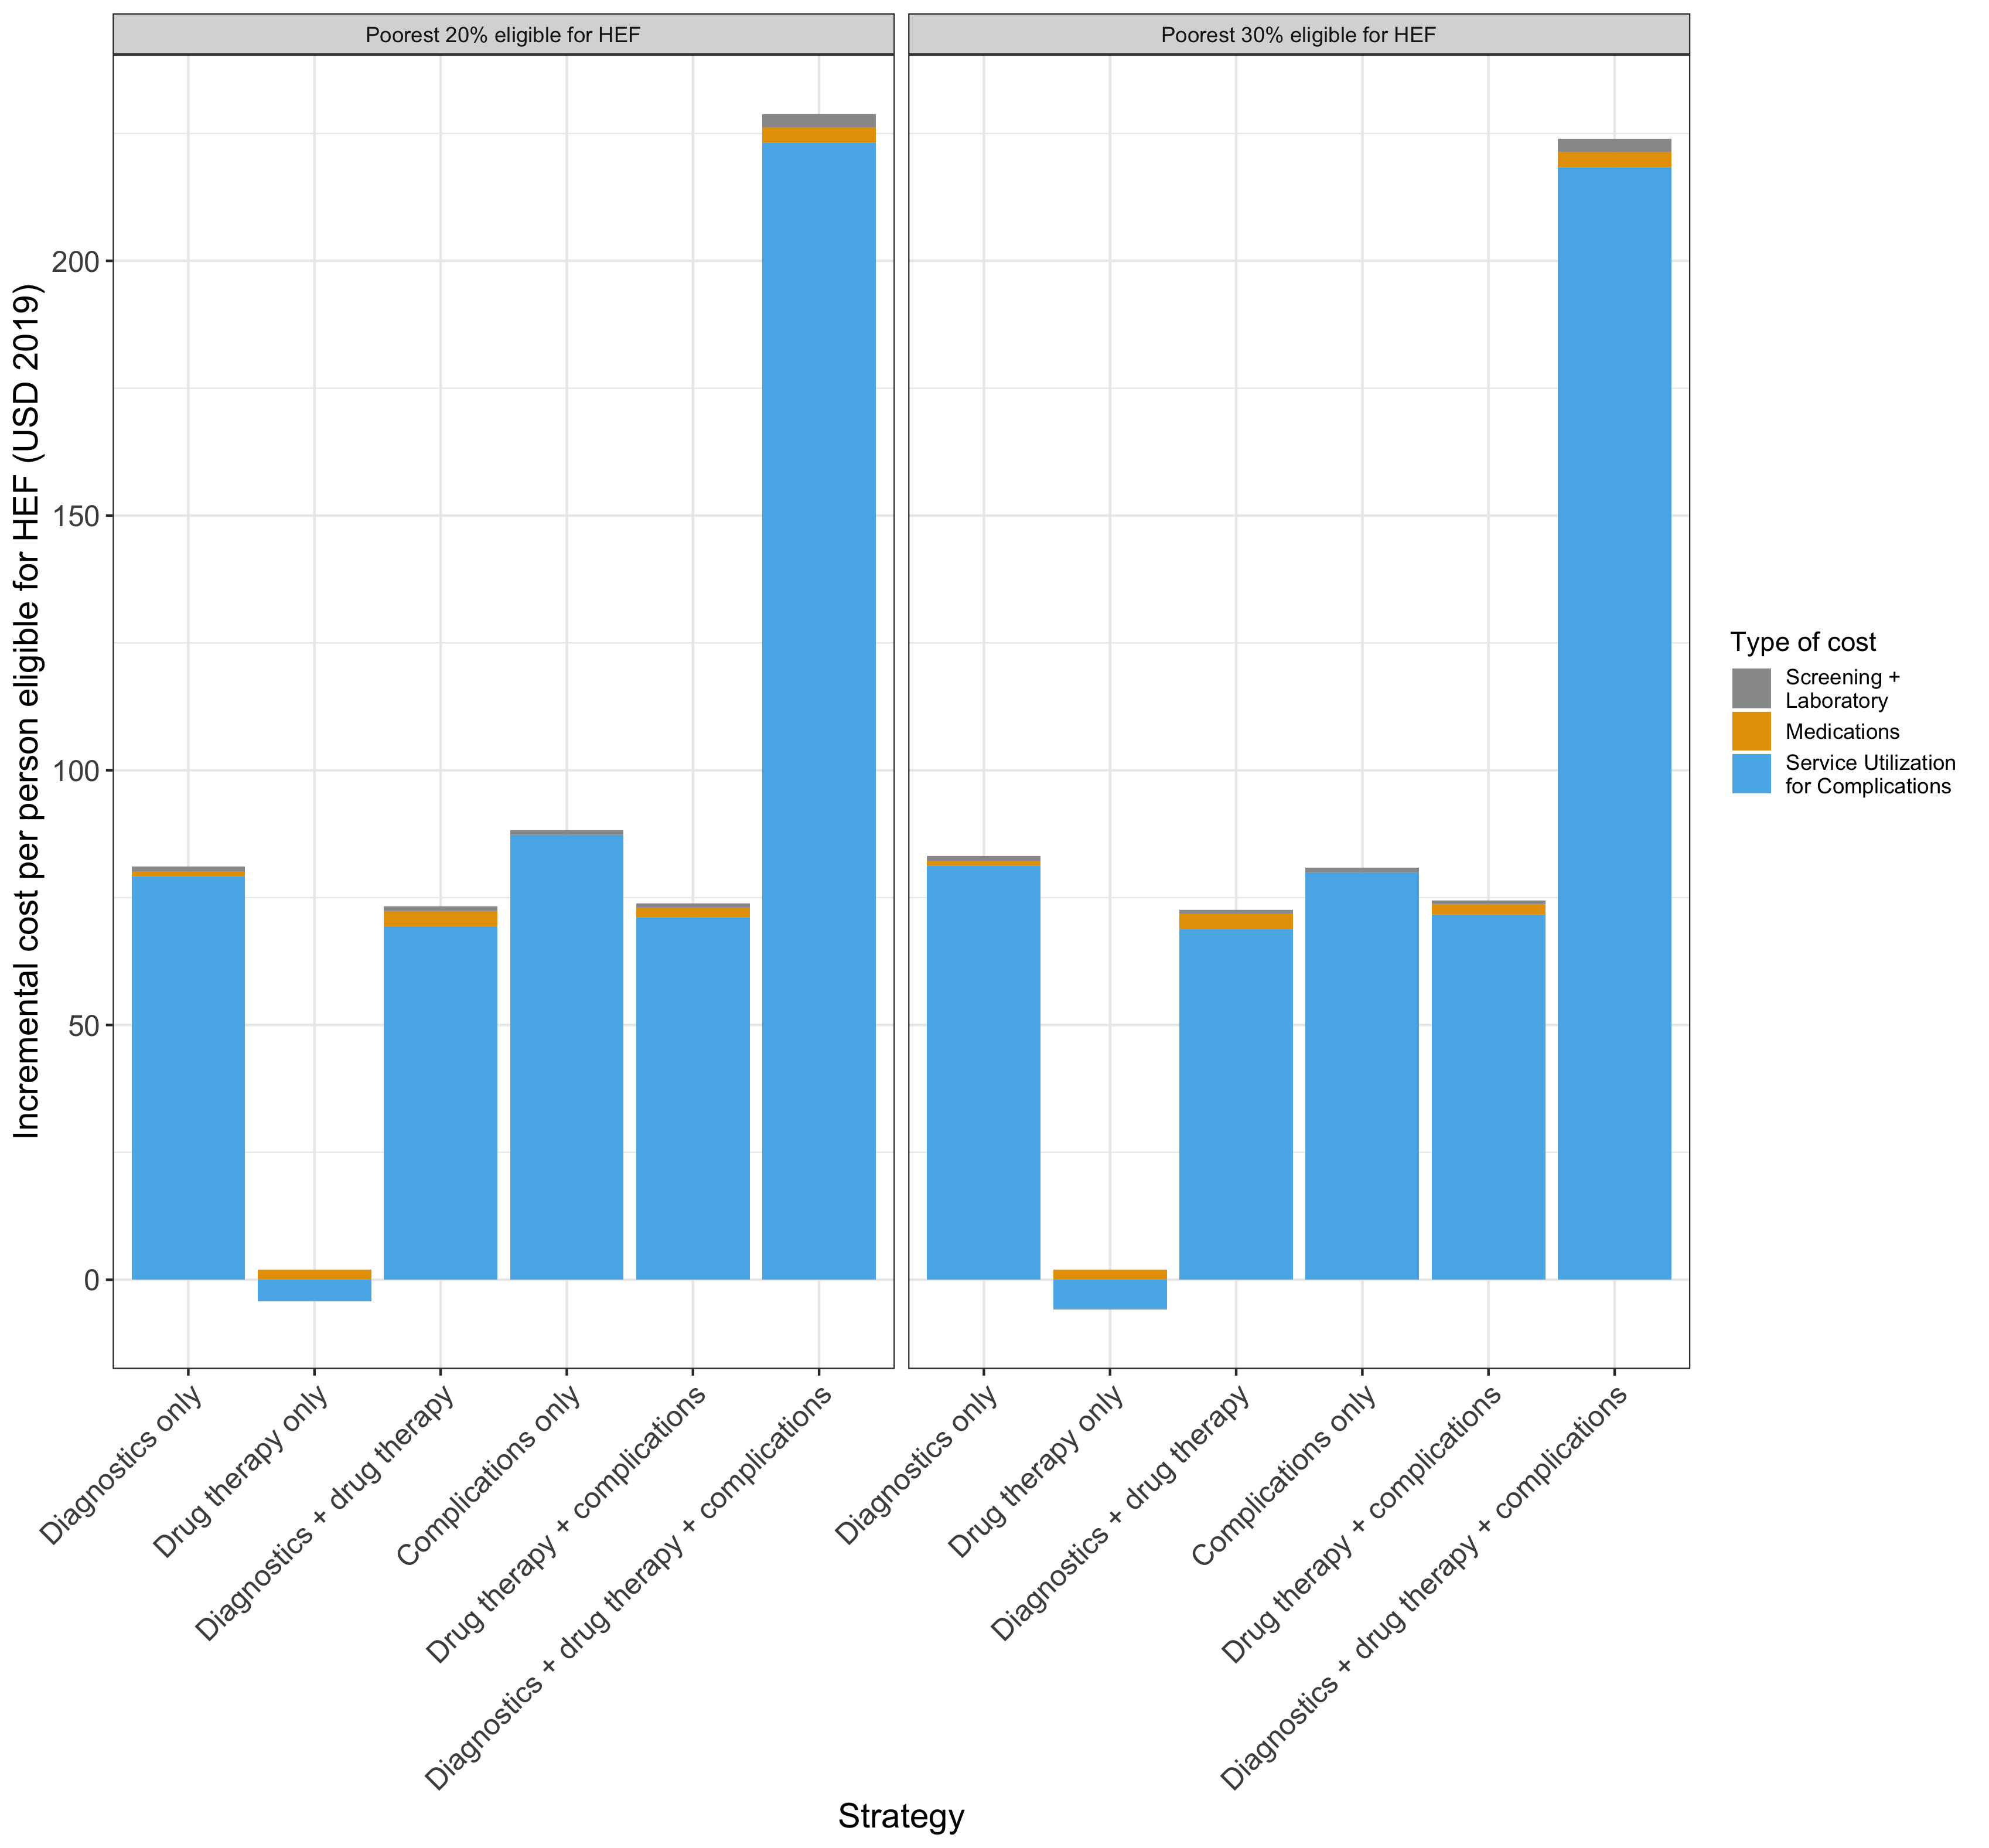 Poorest 20% eligible for HEF
Poorest 30% eligible for HEF
Incremental cost per person eligible for HEF (USD 2019)
200
150
100
50
0
Type of cost
Screening +
Laboratory
Medications
Service Utilization
for Complications
Diagnostics only
Drug therapy only
Diagnostics + drug therapy
Complications only
Drug therapy + complications
Diagnostics + drug therapy + complications
Diagnostics only
Drug therapy only
Diagnostics + drug therapy
Complications only
Drug therapy + complications
Diagnostics + drug therapy + complications
Strategy